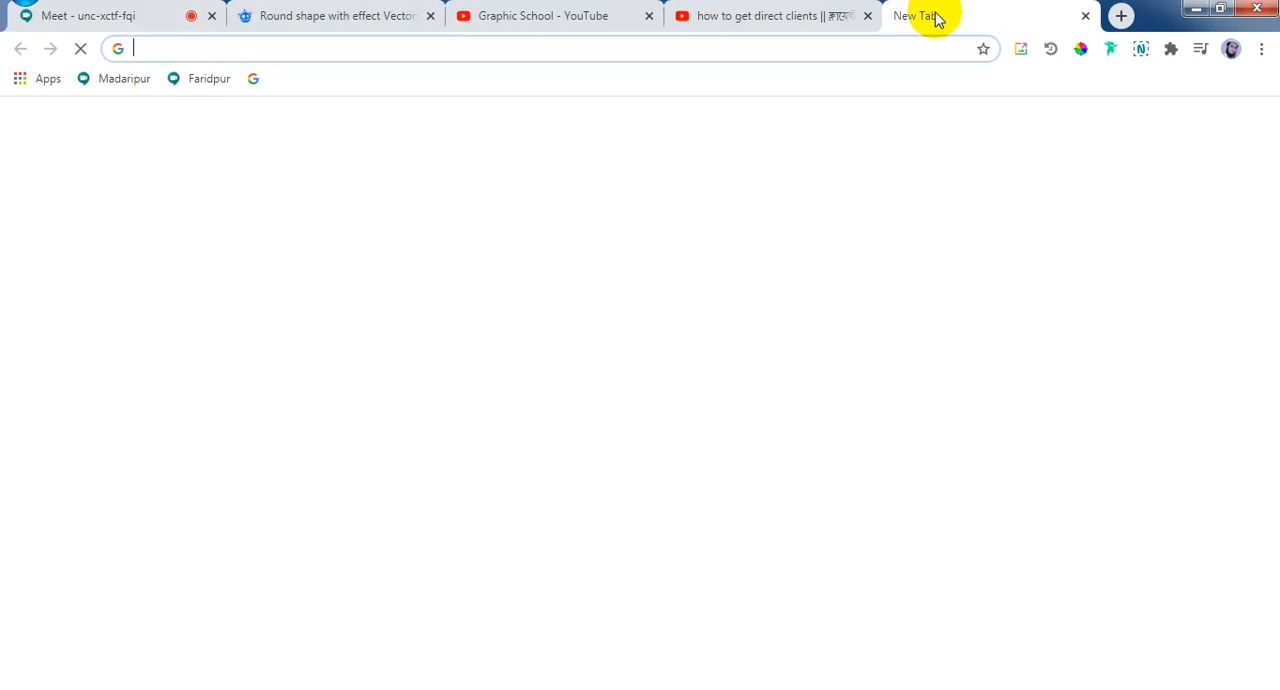 Meet - unc-xctf-fqi
Round shape with effect Vector
Graphic School - YouTube
how to get direct clients || ক্লায়েন্ট
New Tab
Apps
Madaripur
Faridpur